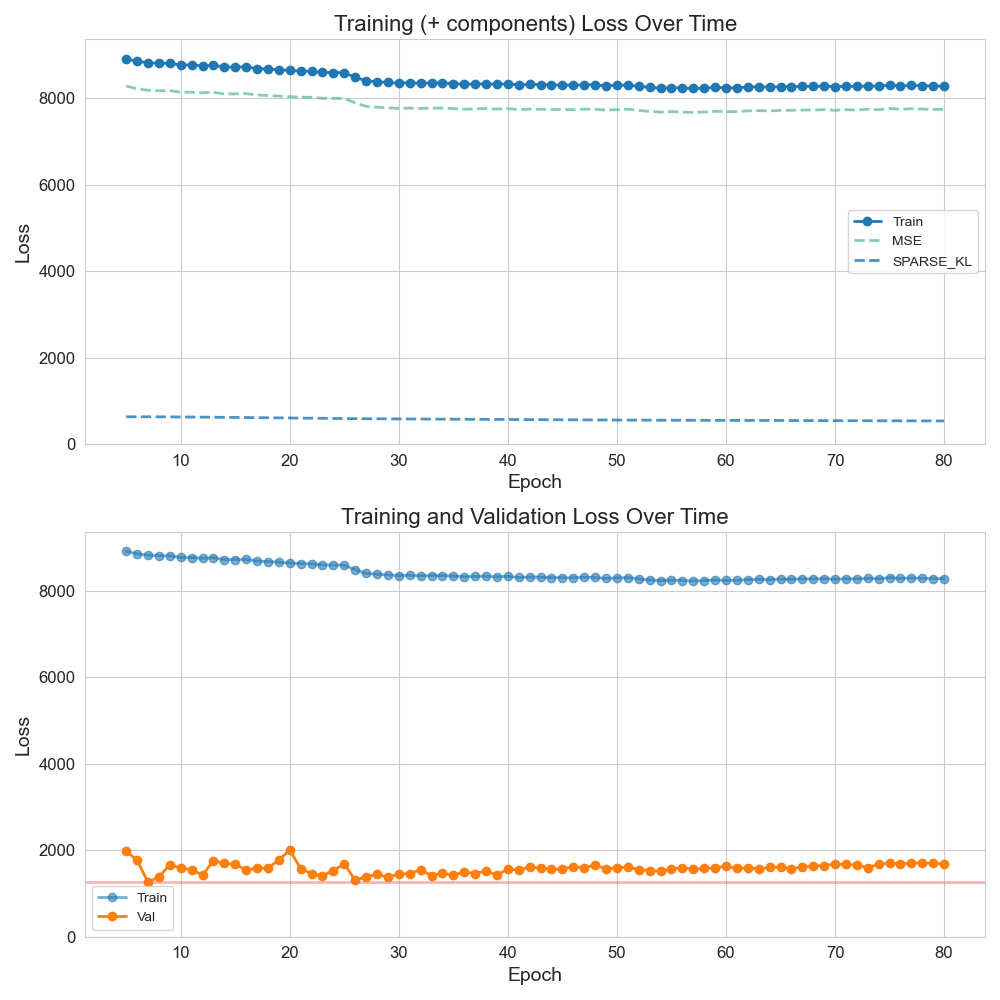 Training (+ components) Loss Over Time
Loss
8000
6000
4000
2000
0
Train
MSE
SPARSE_KL
10 20 30 40 50 60 70 80
Epoch
Training and Validation Loss Over Time
Loss
8000
6000
4000
2000
0
Train
Val
10 20 30 40 50 60 70 80
Epoch